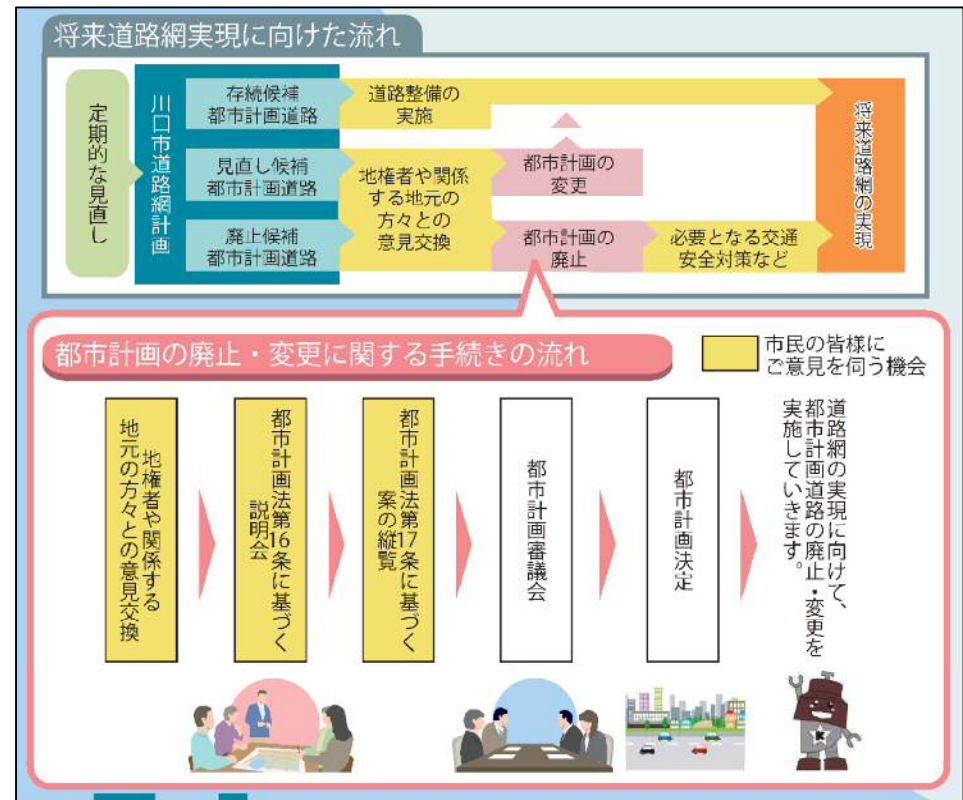 将来道路網実現に向けた流れ
定期的な見直し
川口市道路網計画
存続候補
都市計画道路
道路整備の
実施
見直し候補
都市計画道路
廃止候補
都市計画道路
地権者や関係
する地元の
方々との
意見交換
都市計画の
変更
都市計画の
廃止
必要となる交通
安全対策など
将来道路網の実現
都市計画の廃止・変更に関する手続きの流れ
市民の皆様に
ご意見を伺う機会
地権者や関係する
地元の方々との意見交換
都市計画法第16条に基づく
説明会
都市計画法第17条に基づく
案の縦覧
都市計画審議会
都市計画決定
道路網の実現に向けて、
都市計画道路の廃止・変更を
実施していきます。